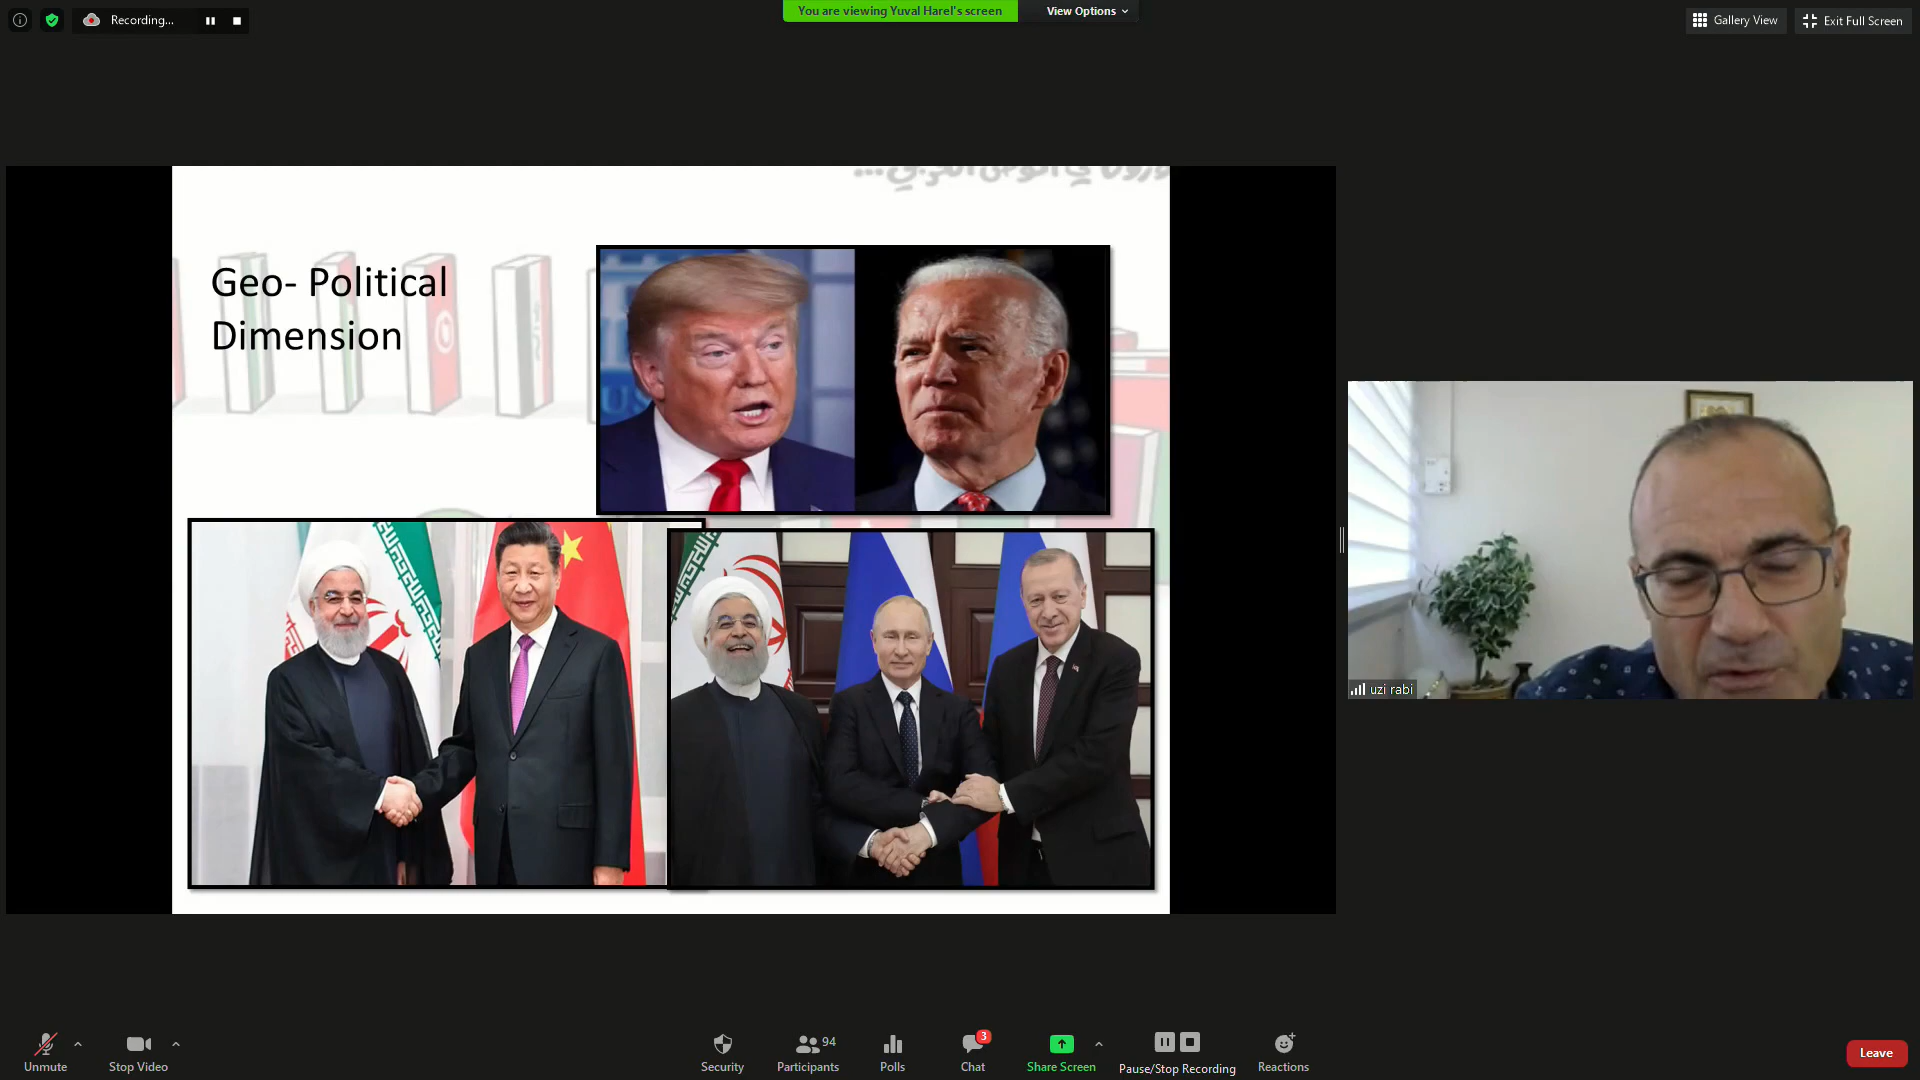 Recording...
You are viewing Yuval Harel's screen
View Options
Gallery View
Exit Full Screen
Geo- Political
Dimension
US
uzi rabi
Unmute
Stop Video
Security
94
Participants
Polls
3
Chat
Share Screen
Pause/Stop Recording
Reactions
Leave